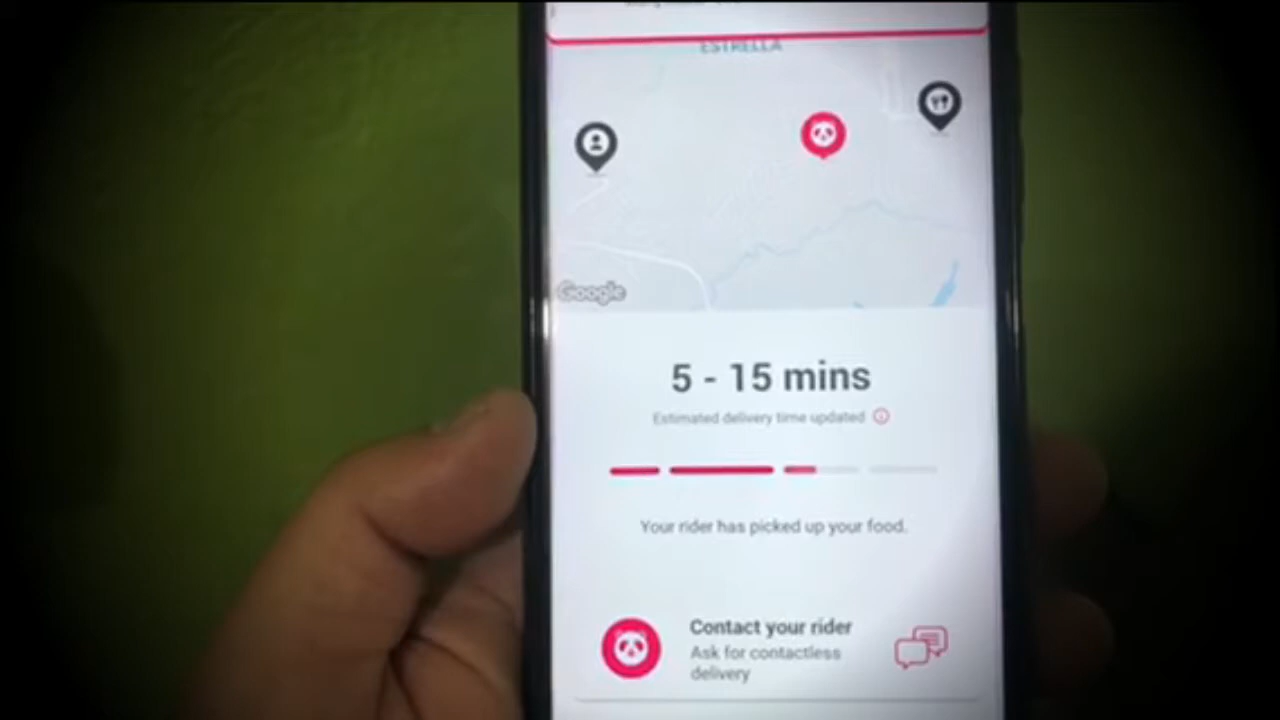 ESTRELLA
Google
5 - 15 mins
Estimated delivery time updated
Your rider has picked up your food.
Contact your rider
Ask for contactless
delivery